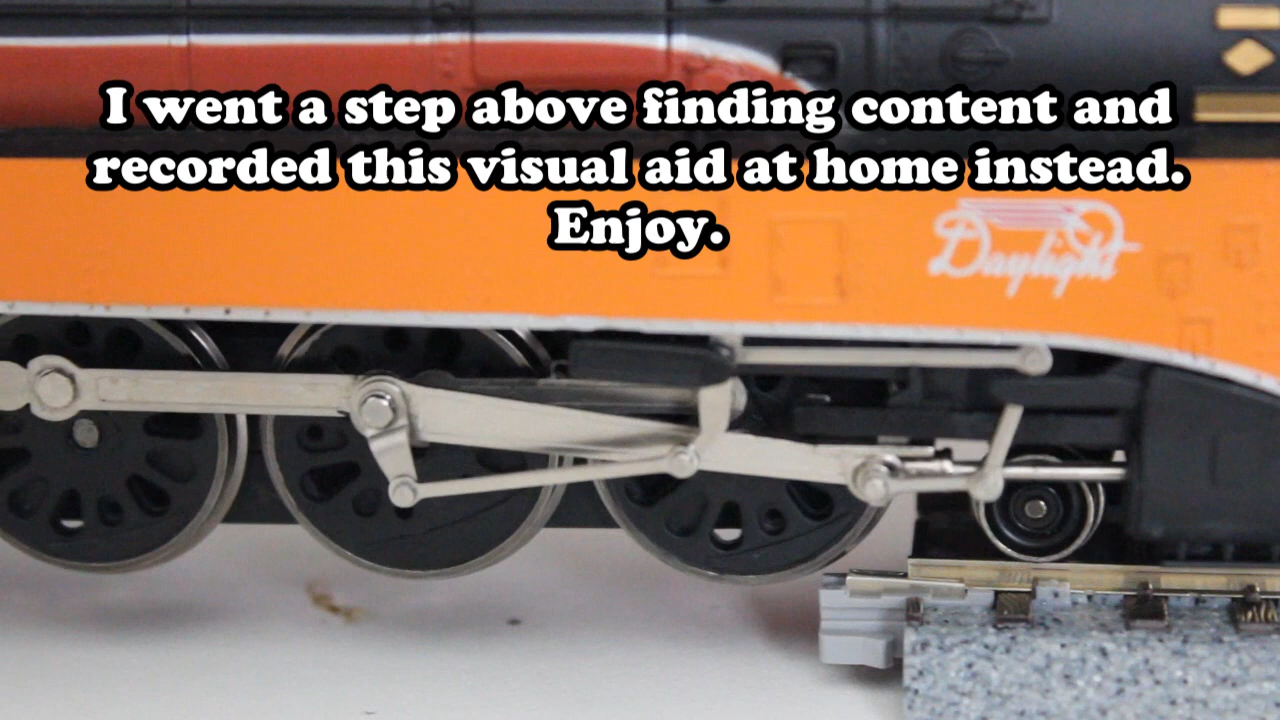 I went a step above finding content and
recorded this visual aid at home instead.
Enjoy.
Daylight